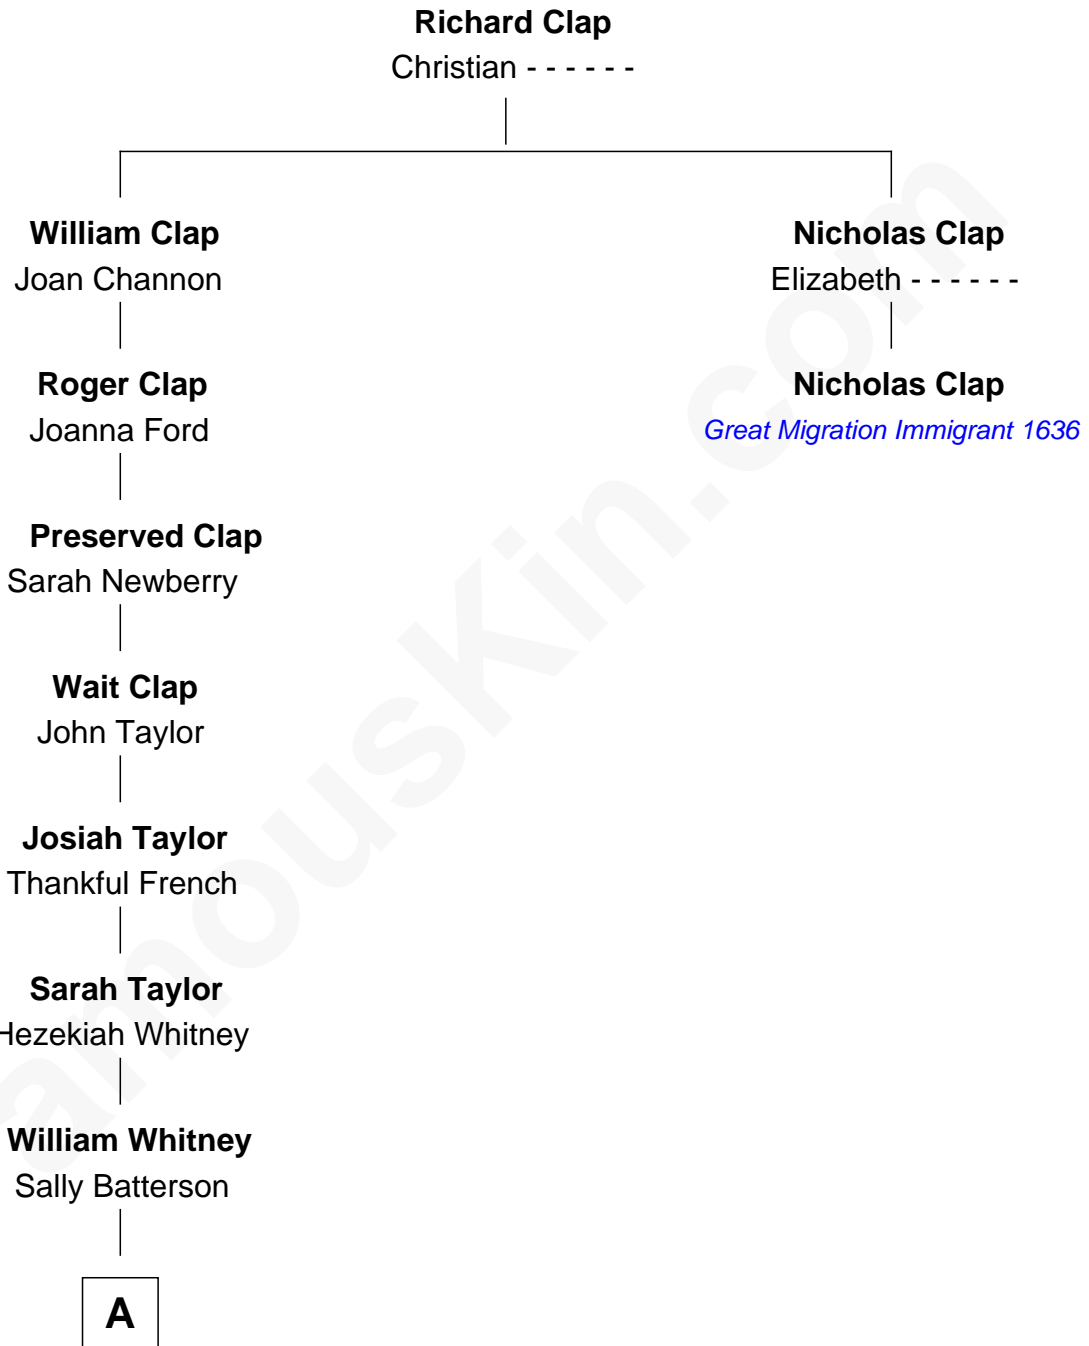 Richard Clap
Christian - - - - - -
William Clap
Joan Channon
Nicholas Clap
Elizabeth - - - - - -
Roger Clap
Joanna Ford
Nicholas Clap
Great Migration Immigrant 1636
Preserved Clap
Sarah Newberry
Wait Clap
John Taylor
Josiah Taylor
Thankful French
Sarah Taylor
Hezekiah Whitney
William Whitney
Sally Batterson
A
amouskin.com